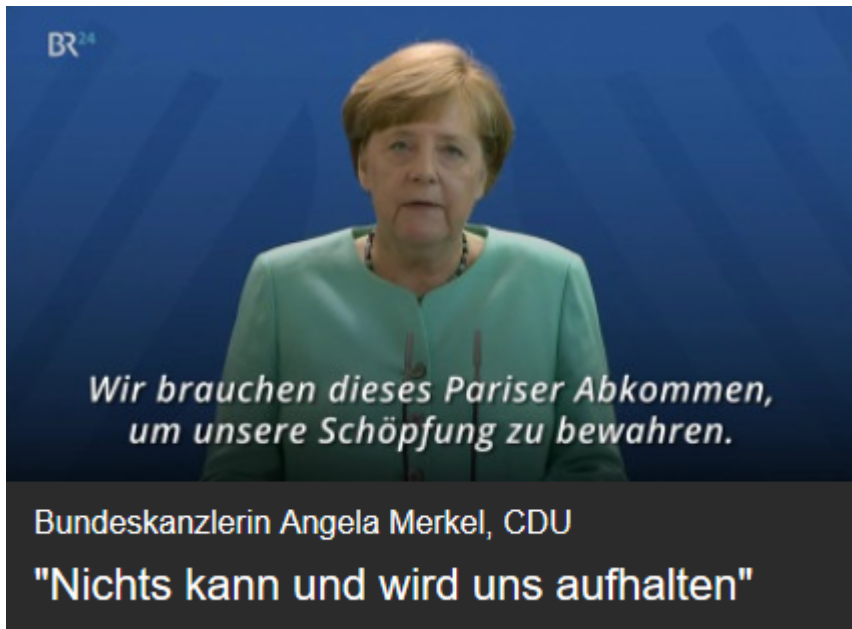 BR24
Wir brauchen dieses Pariser Abkommen,
um unsere Schöpfung zu bewahren.
Bundeskanzlerin Angela Merkel, CDU
"Nichts kann und wird uns aufhalten"